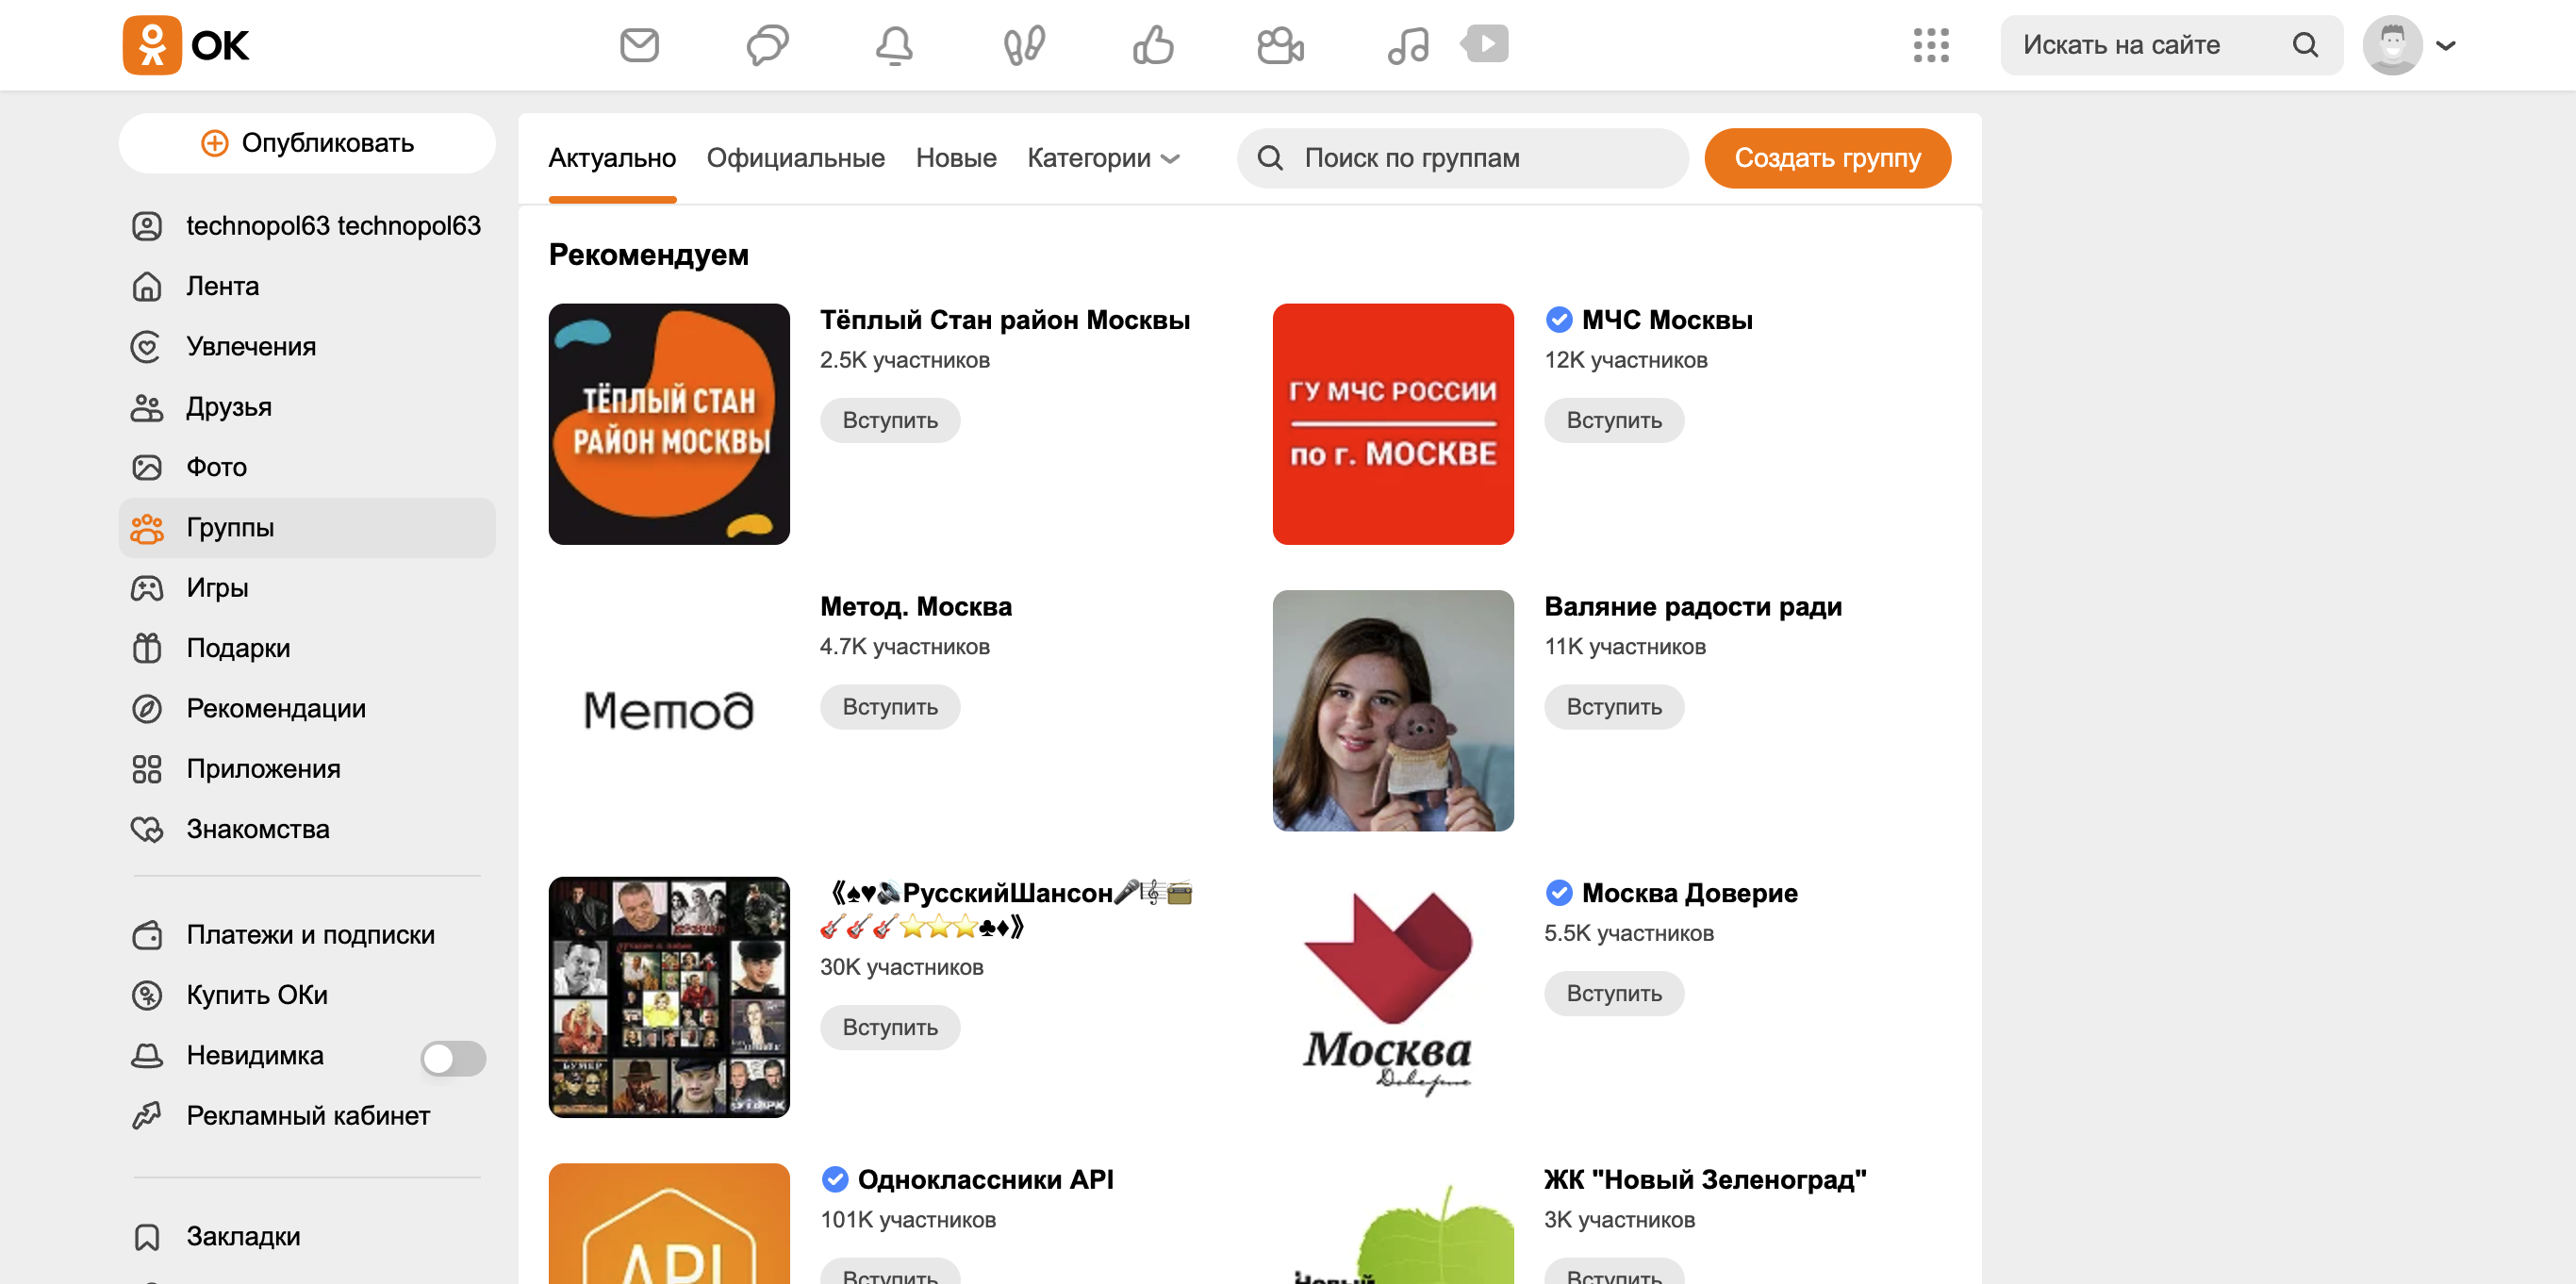 OK
Искать на сайте
Опубликовать
technopol63 technopol63
Лента
Увлечения
Друзья
Фото
Группы
Игры
Подарки
Рекомендации
Приложения
Знакомства
Платежи и подписки
Купить ОКи
Невидимка
Рекламный кабинет
Закладки
Актуально Официальные Новые Категории
Поиск по группам
Создать группу
Рекомендуем
ТЁПЛЫЙ СТАН
РАЙОН МОСКВЫ
Тёплый Стан район Москвы
2.5K участников
Вступить
ГУ МЧС РОССИИ
по г. МОСКВЕ
МЧС Москвы
12K участников
Вступить
Метод
Метод. Москва
4.7K участников
Вступить
Валяние радости ради
11K участников
Вступить
БУМЕР
⟪♠♥🔊РусскийШансон🎤🎼📻
🎸🎸🎸⭐⭐⭐♣♦⟫
30K участников
Вступить
Москва
Доверие
Москва Доверие
5.5K участников
Вступить
API
Одноклассники API
101K участников
Вступить
Новый
ЖК "Новый Зеленоград"
3K участников
Вступить